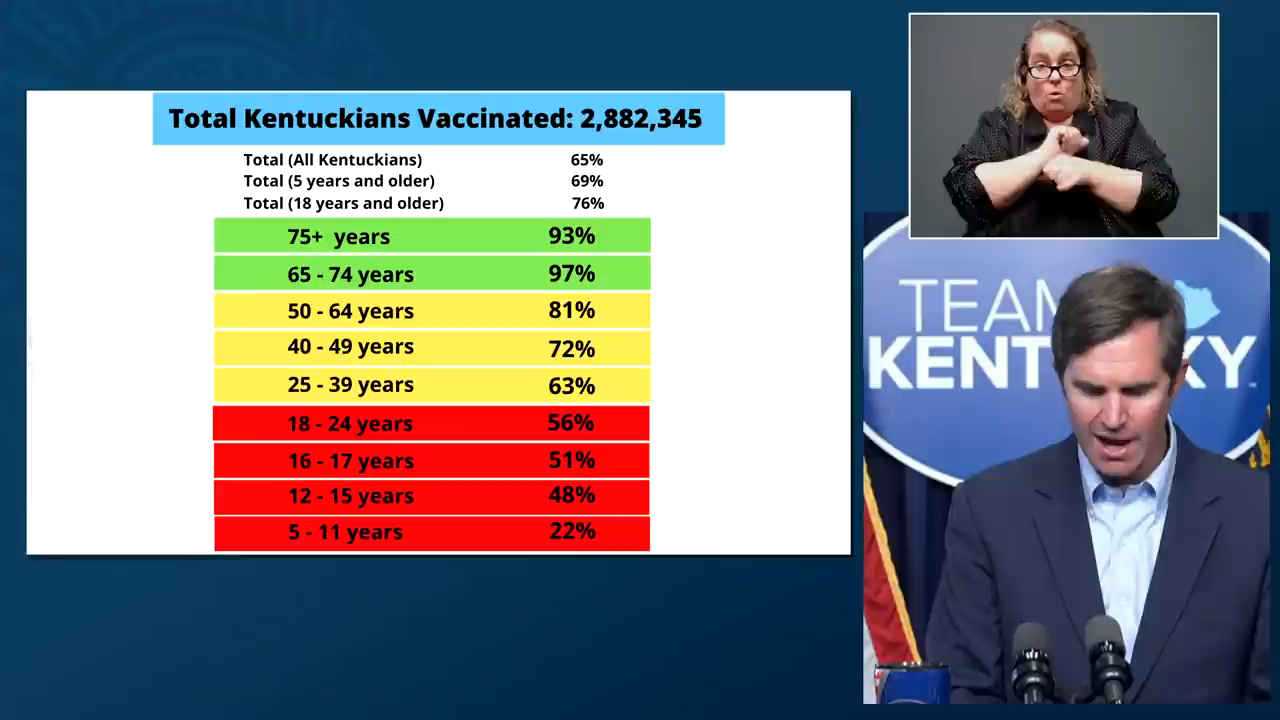 Total Kentuckians Vaccinated: 2,882,345
Total (All Kentuckians) 65%
Total (5 years and older) 69%
Total (18 years and older) 76%
75+ years 93%
65 - 74 years 97%
50 - 64 years 81%
40 - 49 years 72%
25 - 39 years 63%
18 - 24 years 56%
16 - 17 years 51%
12 - 15 years 48%
5 - 11 years 22%
TEAM
KENT KY